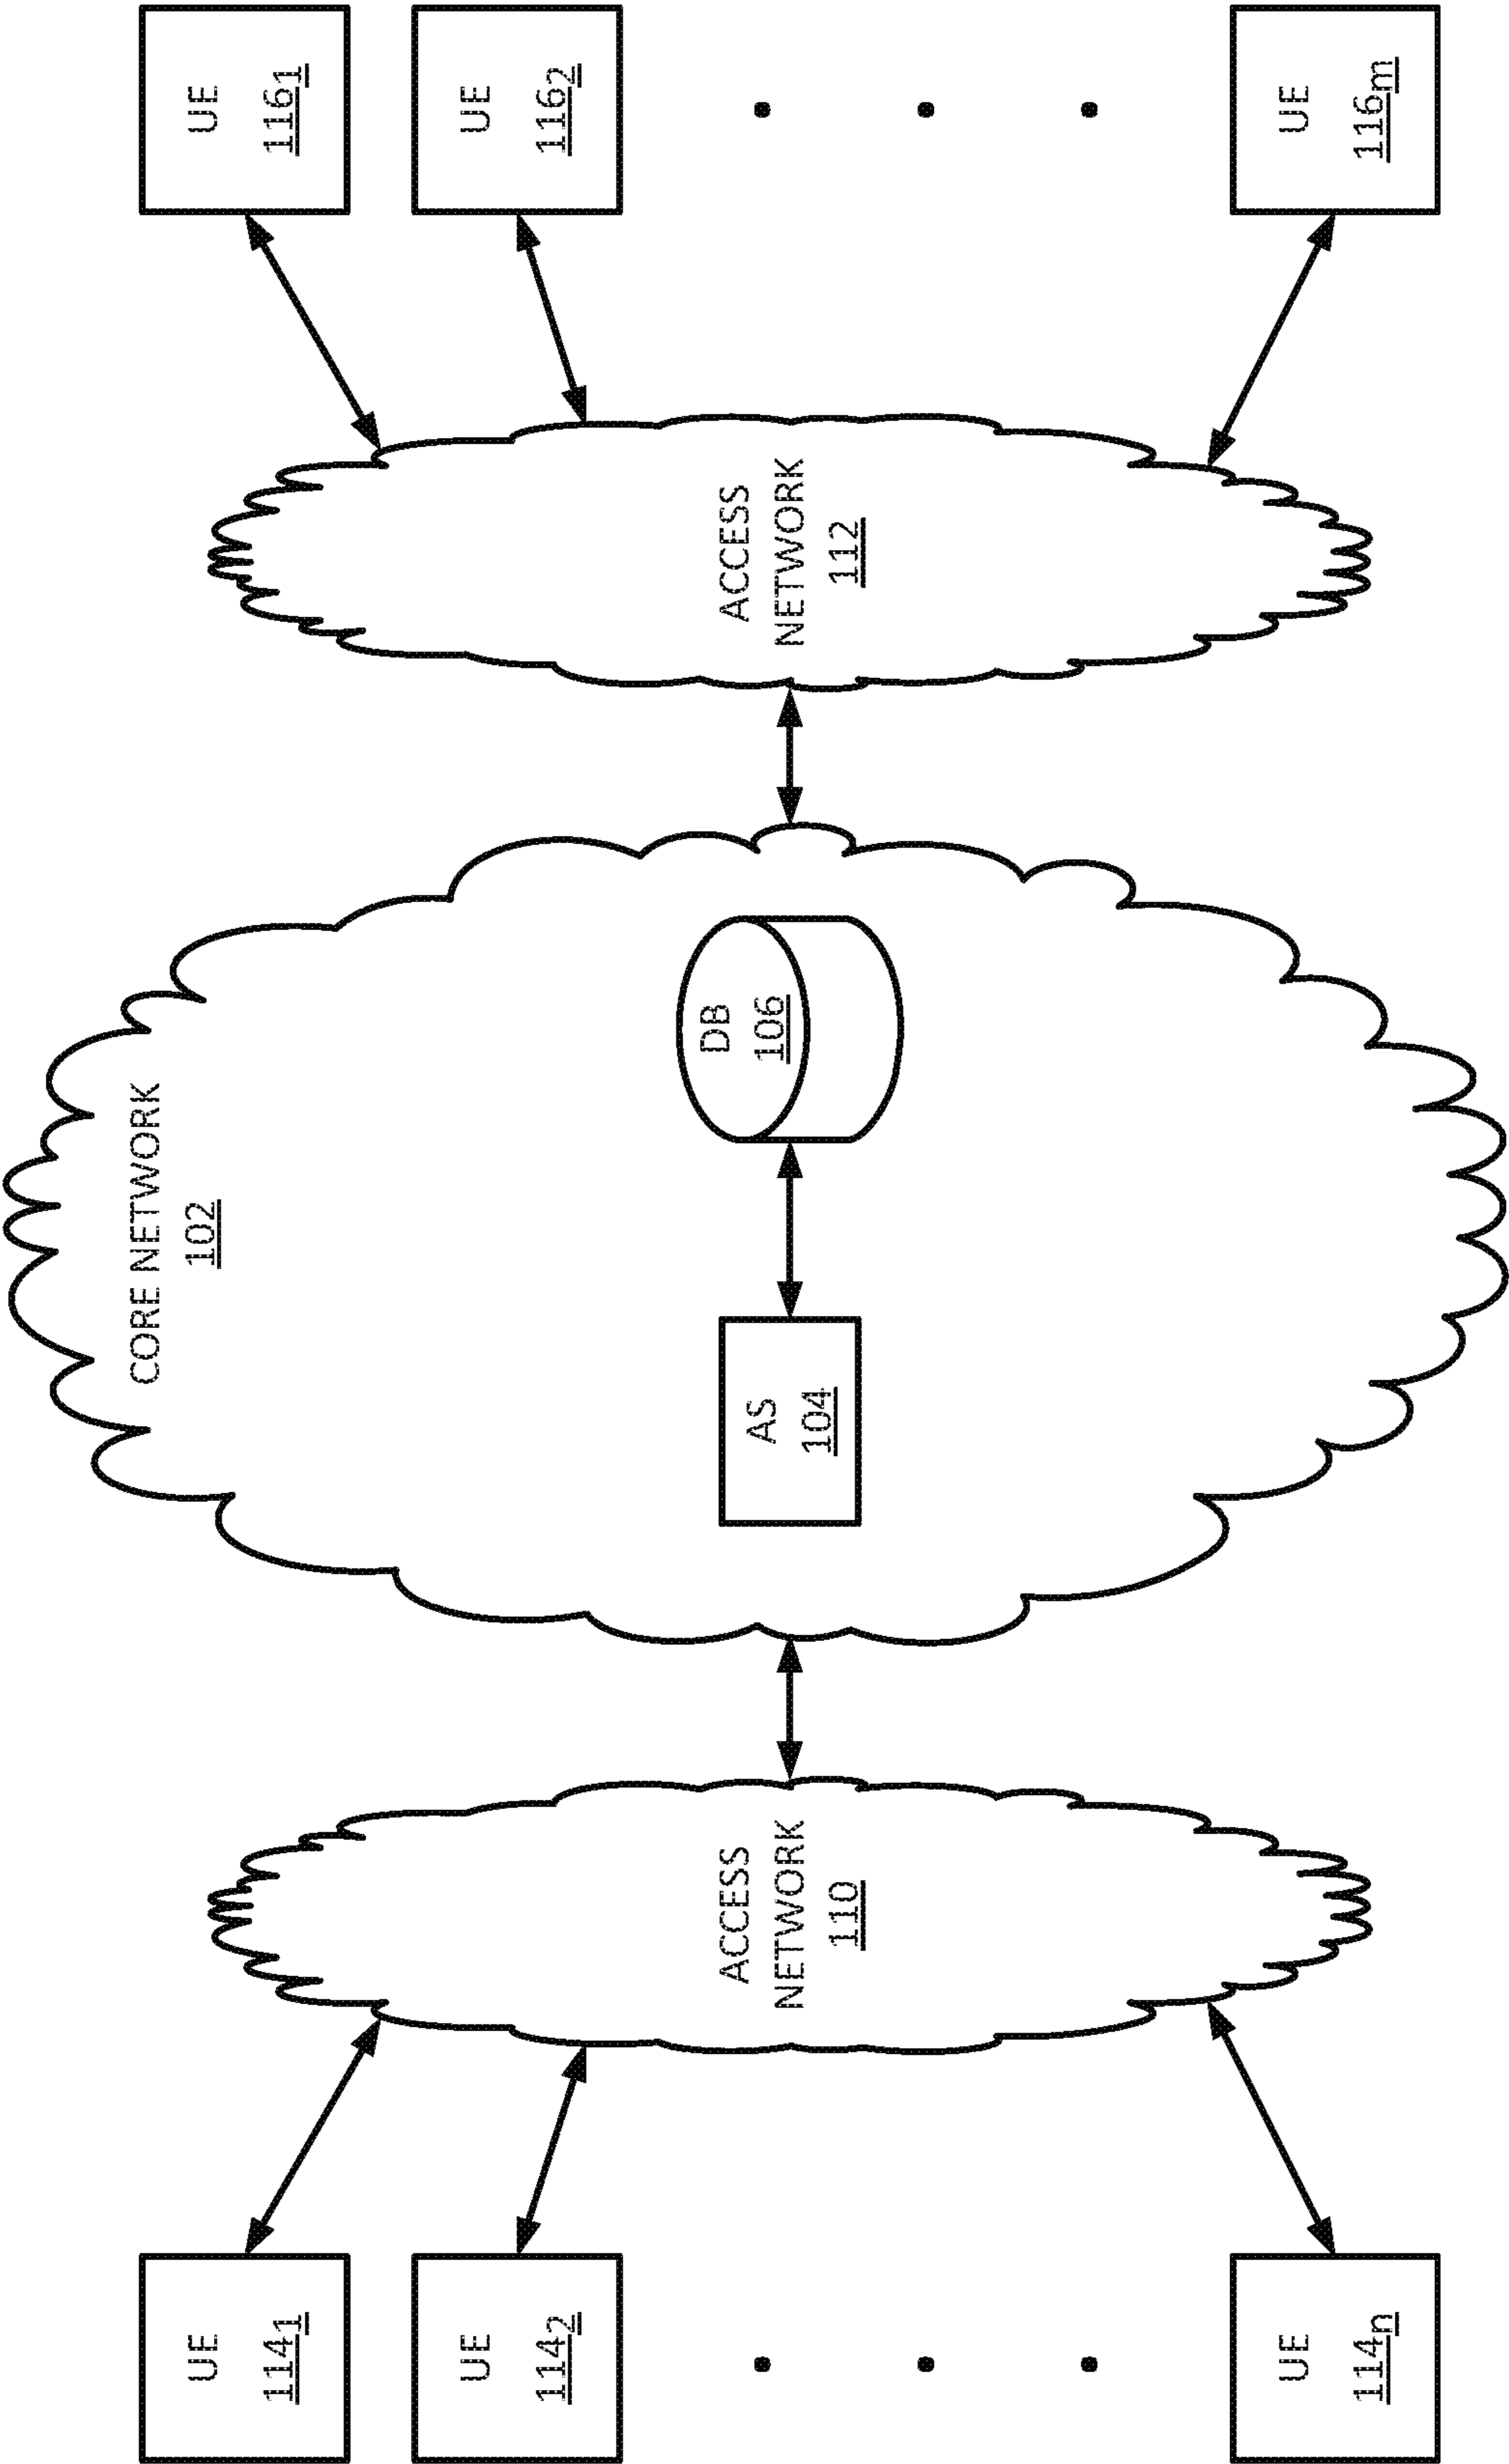 CORE NETWORK
102
UE
114₁
UE
114₂
UE
114ₙ
ACCESS
NETWORK
110
AS
104
DB
106
ACCESS
NETWORK
112
UE
116₁
UE
116₂
UE
116ₘ